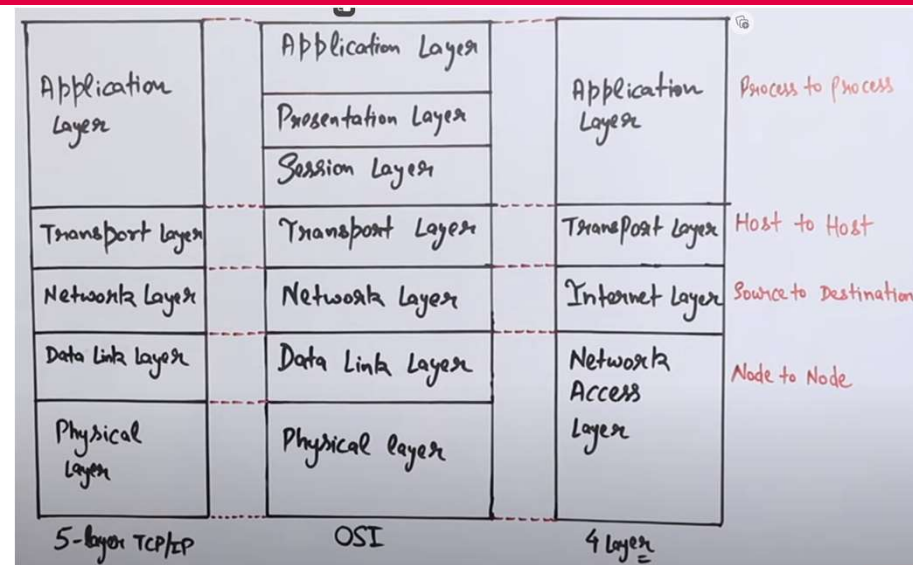 Application
Layer
Transport Layer
Network Layer
Data Link Layer
Physical
Layer
5-layer TCP/IP
Application Layer
Presentation Layer
Session Layer
Transport Layer
Network Layer
Data Link Layer
Physical layer
OSI
Application
Layer
Transport Layer
Internet Layer
Network
Access
Layer
4 Layer
Process to Process
Host to Host
Source to Destination
Node to Node